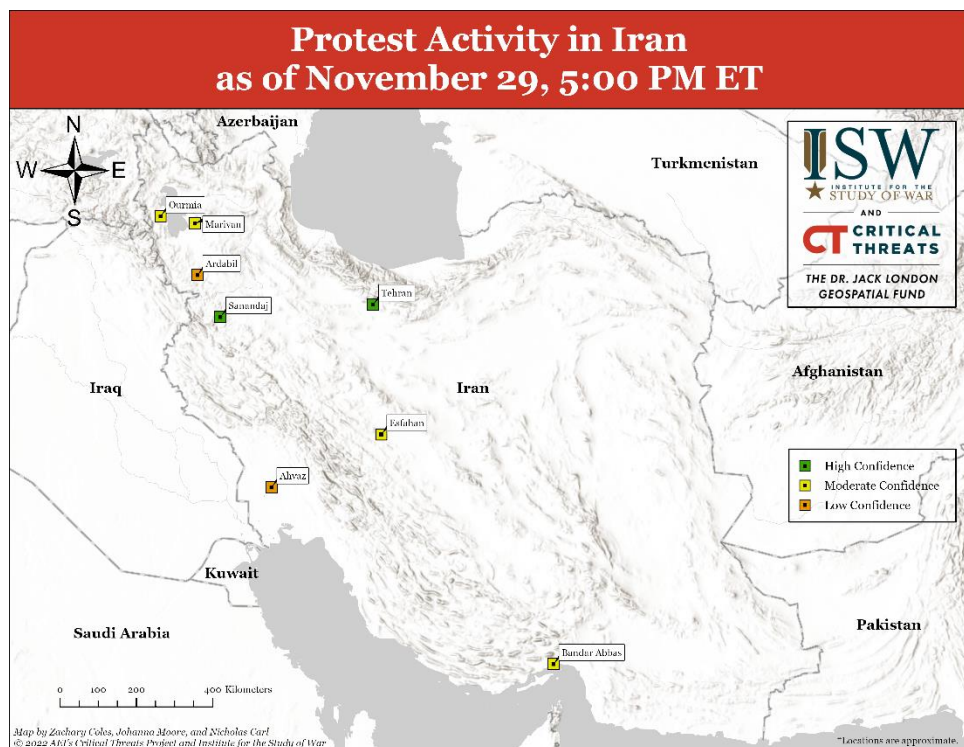 Protest Activity in Iran
as of November 29, 5:00 PM ET
N
W
E
S
Azerbaijan
Turkmenistan
ISW
INSTITUTE FOR THE
STUDY OF WAR
AND
CT CRITICAL
THREATS
THE DR. JACK LONDON
GEOSPATIAL FUND
Ourmia
Marivan
Ardabil
Tehran
Sanandaj
Iraq
Iran
Afghanistan
Esfahan
Ahvaz
High Confidence
Moderate Confidence
Low Confidence
Kuwait
Saudi Arabia
Pakistan
Bandar Abbas
0 100 200 400 Kilometers
Map by Zachary Coles, Johanna Moore, and Nicholas Carl
© 2022 AEI's Critical Threats Project and Institute for the Study of War
*Locations are approximate.